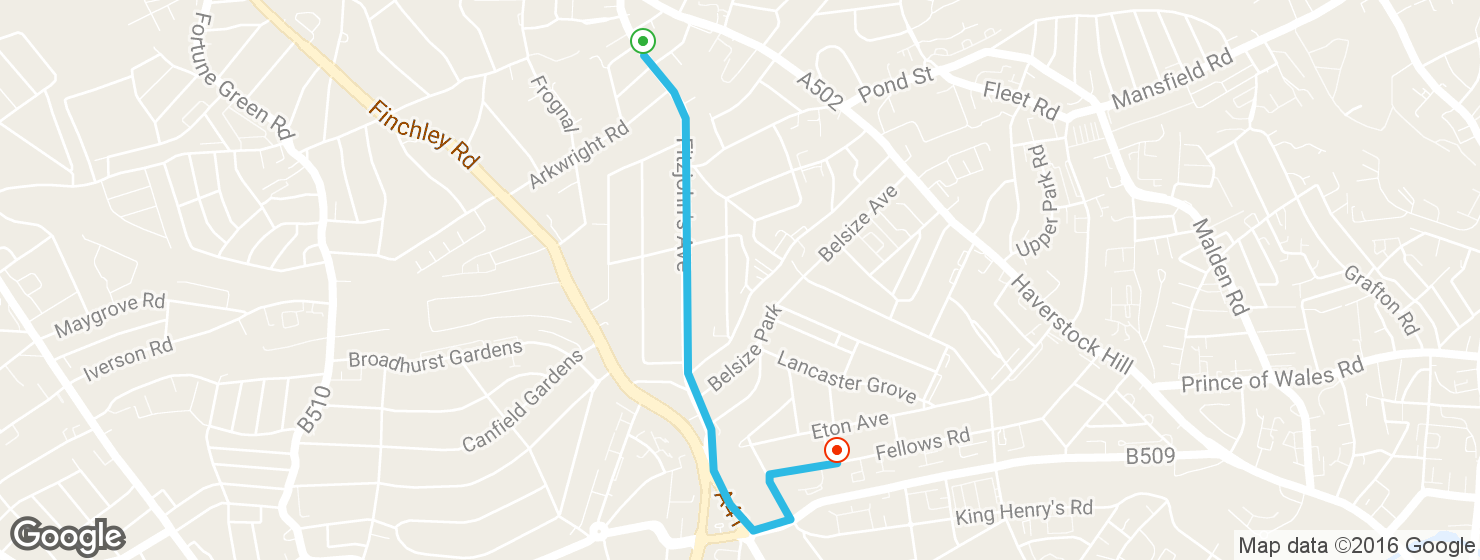 Fortune Green Rd
Finchley Rd
Frognal
Arkwright Rd
Fitzjohn's Ave
A502
Pond St
Fleet Rd
Mansfield Rd
Upper Park Rd
Belsize Ave
Malden Rd
Grafton Rd
Haverstock Hill
Maygrove Rd
Iverson Rd
Broadhurst Gardens
Canfield Gardens
B510
Belsize Park
Lancaster Grove
Prince of Wales Rd
Eton Ave
Fellows Rd
B509
A41
King Henry's Rd
Google
Map data ©2016 Google